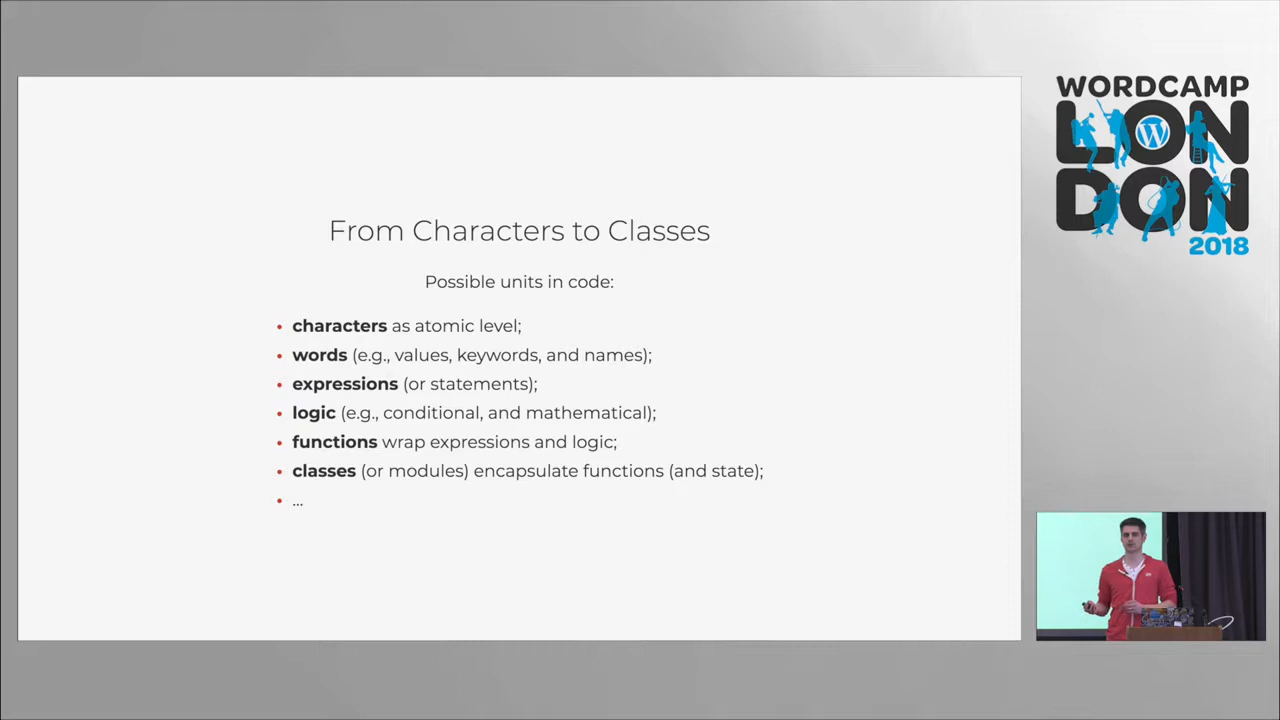 From Characters to Classes
Possible units in code:
• characters as atomic level;
• words (e.g., values, keywords, and names);
• expressions (or statements);
• logic (e.g., conditional, and mathematical);
• functions wrap expressions and logic;
• classes (or modules) encapsulate functions (and state);
• ...
WORDCAMP
LON
DON
2018